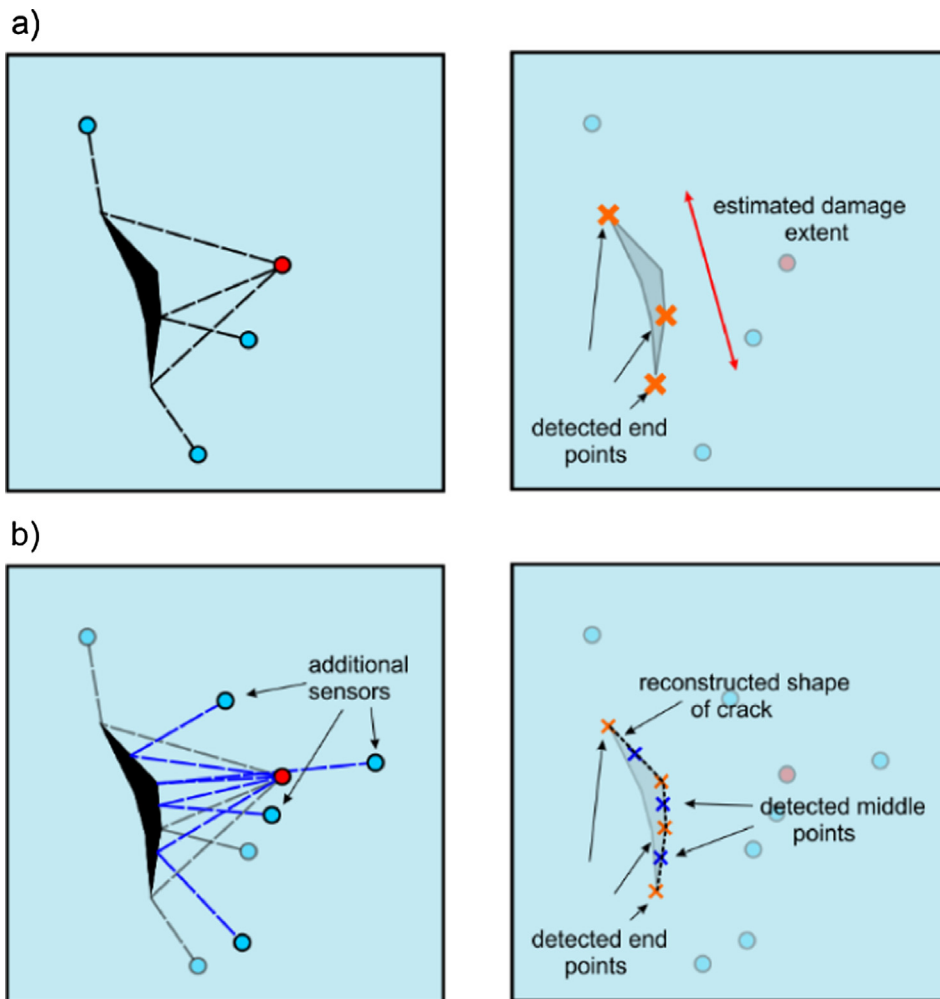 a)
estimated damage
extent
detected end
points
b)
additional
sensors
reconstructed shape
of crack
detected middle
points
detected end
points